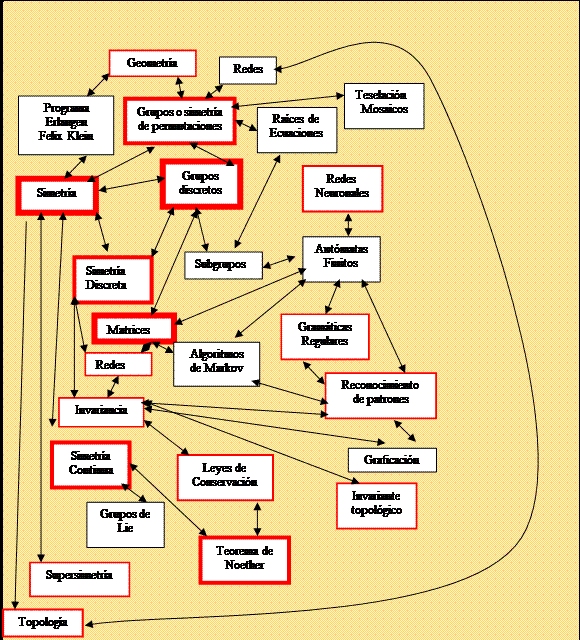 Geometría
Redes
Programa
Erlangen
Felix Klein
Grupos o simetría
de permutaciones
Teselación
Mosaicos
Raíces de
Ecuaciones
Simetría
Grupos
discretos
Redes
Neuronales
Subgrupos
Autómatas
Finitos
Simetría
Discreta
Matrices
Gramáticas
Regulares
Redes
Algoritmos
de Markov
Reconocimiento
de patrones
Invariancia
Simetría
Continua
Leyes de
Conservación
Graficación
Invariante
topológico
Grupos de
Lie
Teorema de
Noether
Supersimetría
Topología